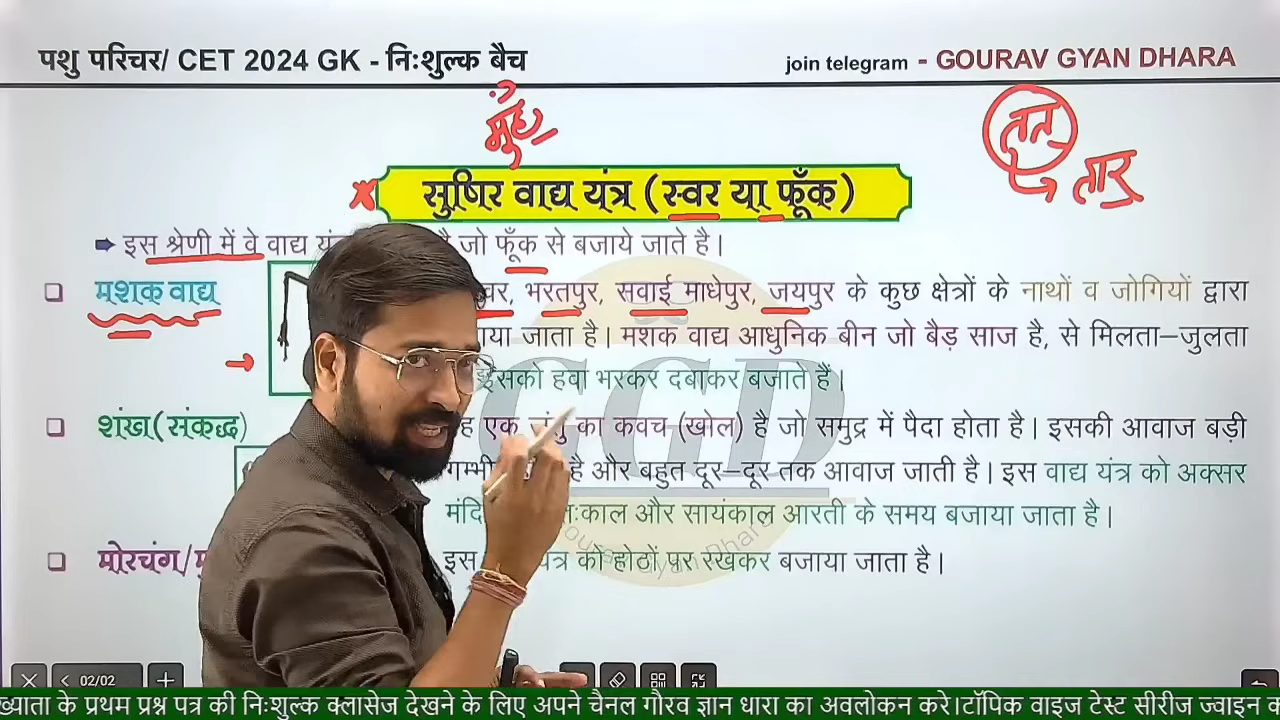 पशु परिचर/ CET 2024 GK - निःशुल्क बैच
join telegram - GOURAV GYAN DHARA
मुँह
तत
तार
सुषिर वाद्य यंत्र (स्वर या फूँक)
इस श्रेणी में वे वाद्य जो फूँक से बजाये जाते है।
मशक वाद्य
भरतपुर, सवाई माधेपुर, जयपुर के कुछ क्षेत्रों के नाथों व जोगियों द्वारा
जाता है। मशक वाद्य आधुनिक बीन जो बैड़ साज है, से मिलता–जुलता
इसको हवा भरकर दबाकर बजाते हैं।
शंख(संकद्ध)
एक का कवच (खोल) है जो समुद्र में पैदा होता है। इसकी आवाज बड़ी
है और बहुत दूर–दूर तक आवाज जाती है। इस वाद्य यंत्र को अक्सर
और सायंकाल आरती के समय बजाया जाता है।
मोरचंग/
इस को होठों पर रखकर बजाया जाता है।
GGD
02/02
के प्रथम प्रश्न पत्र की निःशुल्क क्लासेज देखने के लिए अपने चैनल गौरव ज्ञान धारा का अवलोकन करे।टॉपिक वाइज टेस्ट सीरीज ज्वाइन